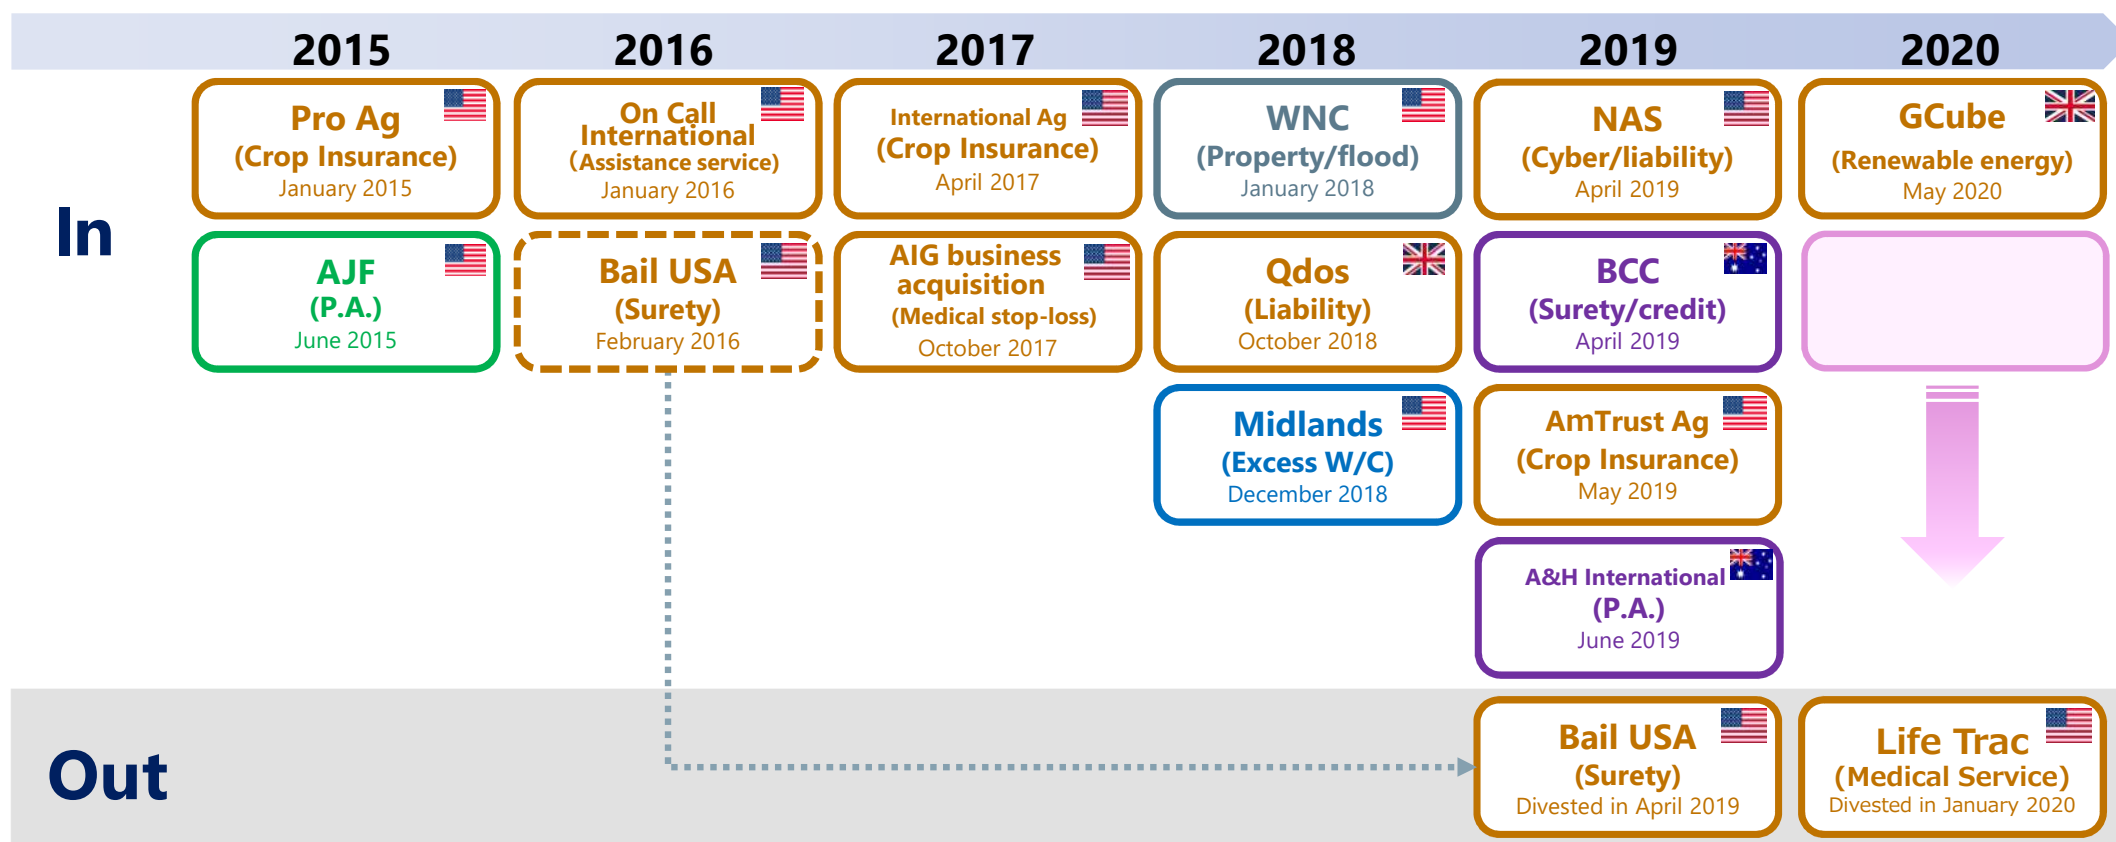 2015
2016
2017
2018
2019
2020
In
Pro Ag
(Crop Insurance)
January 2015
On Call
International
(Assistance service)
January 2016
International Ag
(Crop Insurance)
April 2017
WNC
(Property/flood)
January 2018
NAS
(Cyber/liability)
April 2019
GCube
(Renewable energy)
May 2020
AJF
(P.A.)
June 2015
Bail USA
(Surety)
February 2016
AIG business
acquisition
(Medical stop-loss)
October 2017
Qdos
(Liability)
October 2018
BCC
(Surety/credit)
April 2019
Midlands
(Excess W/C)
December 2018
AmTrust Ag
(Crop Insurance)
May 2019
A&H International
(P.A.)
June 2019
Out
Bail USA
(Surety)
Divested in April 2019
Life Trac
(Medical Service)
Divested in January 2020